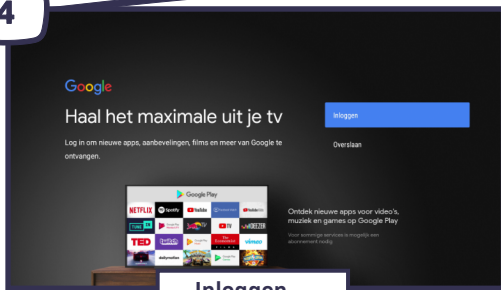 4
Google
Haal het maximale uit je tv
Log in om nieuwe apps, aanbevelingen, films en meer van Google te
ontvangen.
Inloggen
Overslaan
Google Play
NETFLIX
Spotify
YouTube
TED
vimeo
dailymotion
Ontdek nieuwe apps voor video's,
muziek en games op Google Play
Voor sommige services is mogelijk een
abonnement nodig
Inloggen